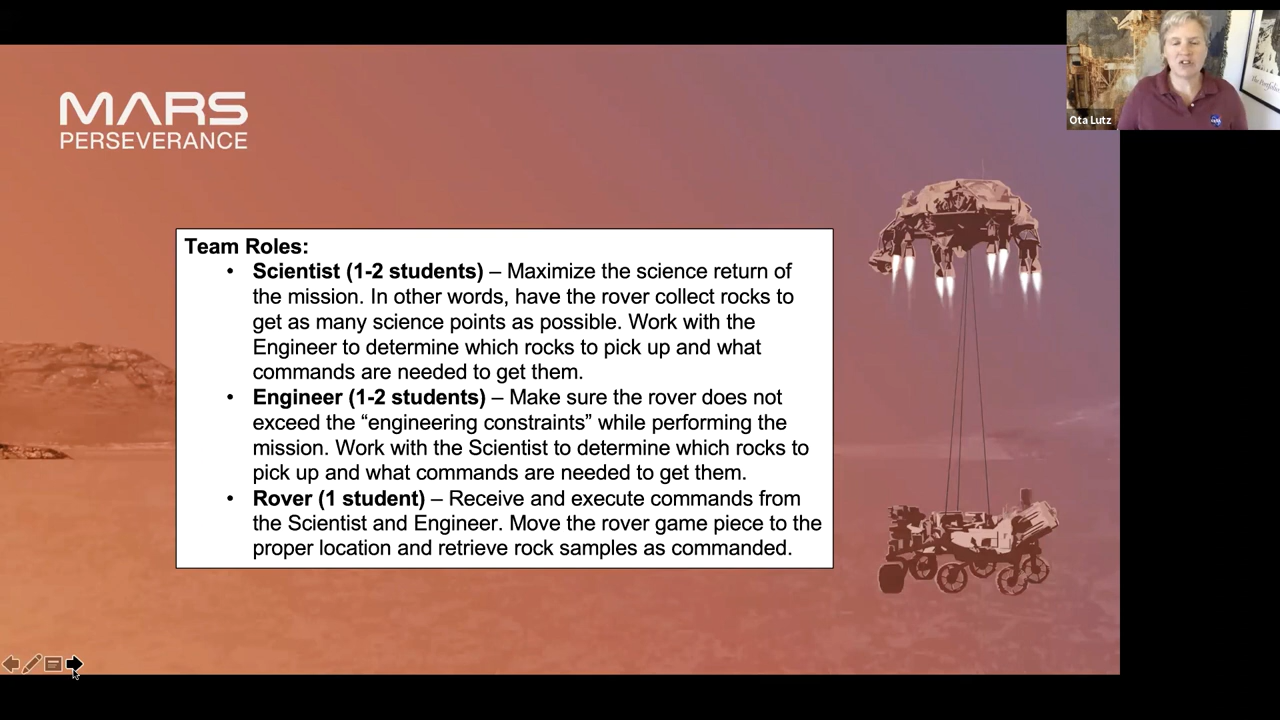 MARS
PERSEVERANCE
Ota Lutz
Team Roles:
• Scientist (1-2 students) – Maximize the science return of
the mission. In other words, have the rover collect rocks to
get as many science points as possible. Work with the
Engineer to determine which rocks to pick up and what
commands are needed to get them.
• Engineer (1-2 students) – Make sure the rover does not
exceed the “engineering constraints” while performing the
mission. Work with the Scientist to determine which rocks to
pick up and what commands are needed to get them.
• Rover (1 student) – Receive and execute commands from
the Scientist and Engineer. Move the rover game piece to the
proper location and retrieve rock samples as commanded.